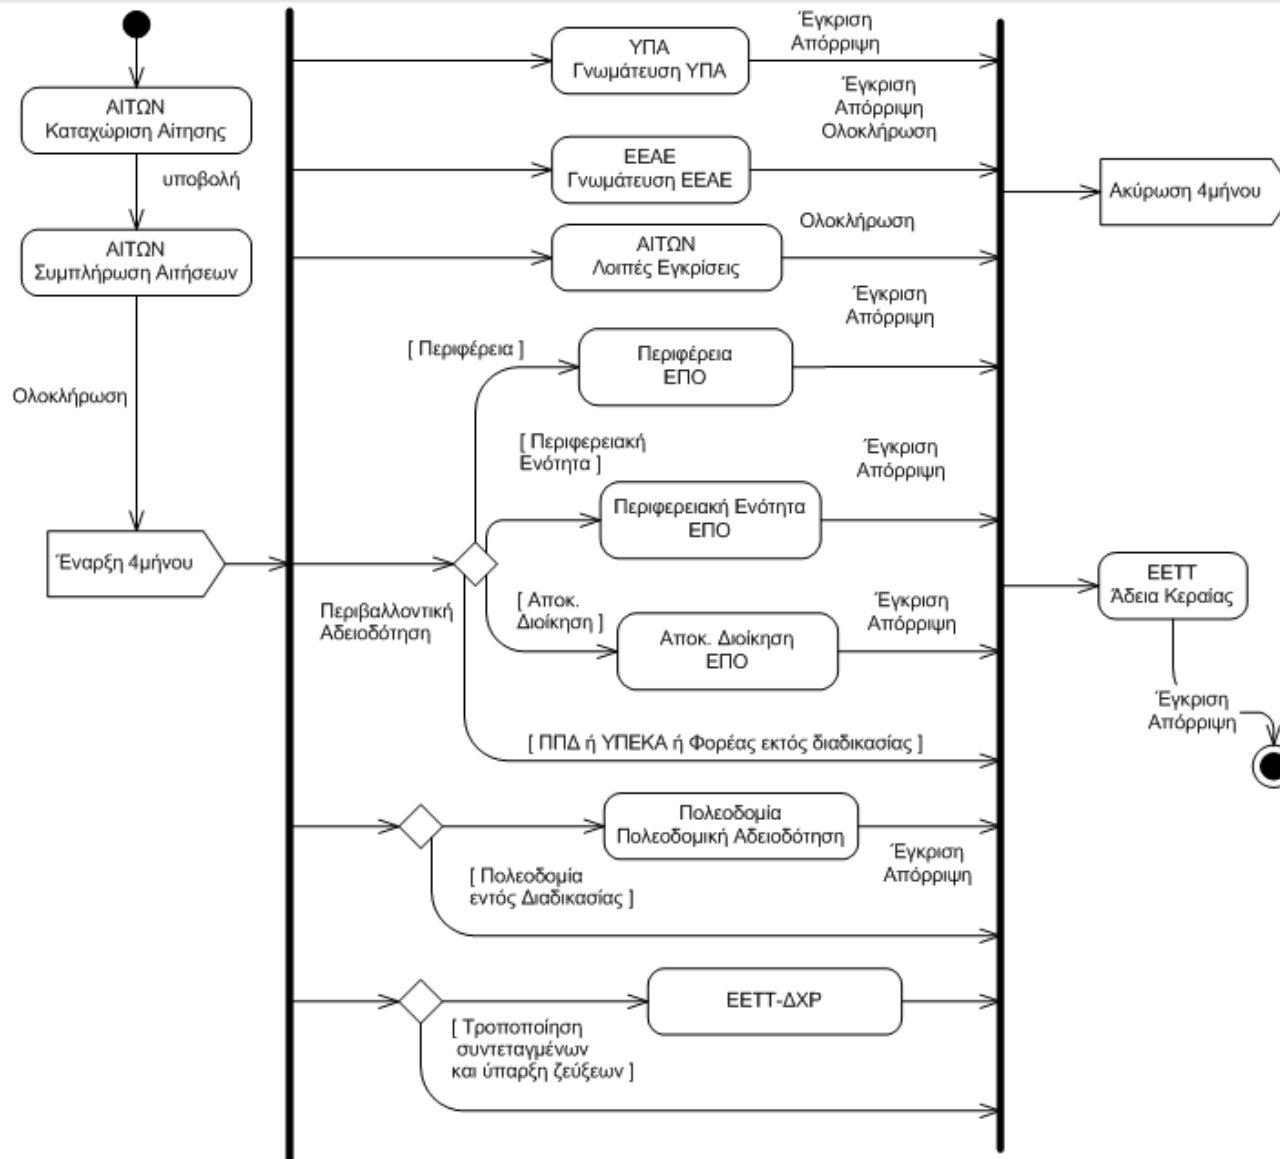 ΑΙΤΩΝ
Καταχώριση Αίτησης
υποβολή
ΑΙΤΩΝ
Συμπλήρωση Αιτήσεων
Ολοκλήρωση
Έναρξη 4μήνου
ΥΠΑ
Γνωμάτευση ΥΠΑ
Έγκριση
Απόρριψη
ΕΕΑΕ
Γνωμάτευση ΕΕΑΕ
Έγκριση
Απόρριψη
Ολοκλήρωση
ΑΙΤΩΝ
Λοιπές Εγκρίσεις
Ολοκλήρωση
Περιβαλλοντική
Αδειοδότηση
[ Περιφέρεια ]
Περιφέρεια
ΕΠΟ
Έγκριση
Απόρριψη
[ Περιφερειακή
Ενότητα ]
Περιφερειακή Ενότητα
ΕΠΟ
Έγκριση
Απόρριψη
[ Αποκ.
Διοίκηση ]
Αποκ. Διοίκηση
ΕΠΟ
Έγκριση
Απόρριψη
[ ΠΠΔ ή ΥΠΕΚΑ ή Φορέας εκτός διαδικασίας ]
Πολεοδομία
Πολεοδομική Αδειοδότηση
Έγκριση
Απόρριψη
[ Πολεοδομία
εντός Διαδικασίας ]
ΕΕΤΤ-ΔΧΡ
[ Τροποποίηση
συντεταγμένων
και ύπαρξη ζεύξεων ]
Ακύρωση 4μήνου
ΕΕΤΤ
Άδεια Κεραίας
Έγκριση
Απόρριψη